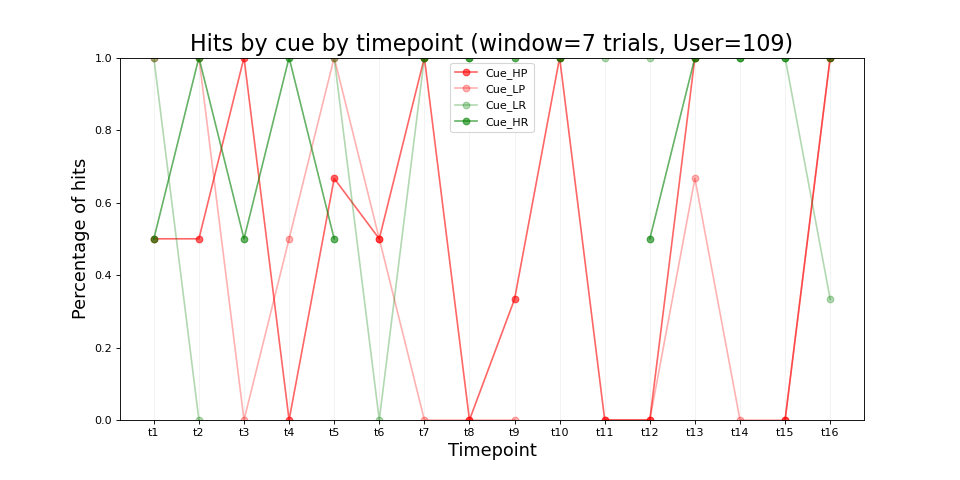 Hits by cue by timepoint (window=7 trials, User=109)
Percentage of hits
1.0
0.8
0.6
0.4
0.2
0.0
Cue_HP
Cue_LP
Cue_LR
Cue_HR
t1 t2 t3 t4 t5 t6 t7 t8 t9 t10 t11 t12 t13 t14 t15 t16
Timepoint